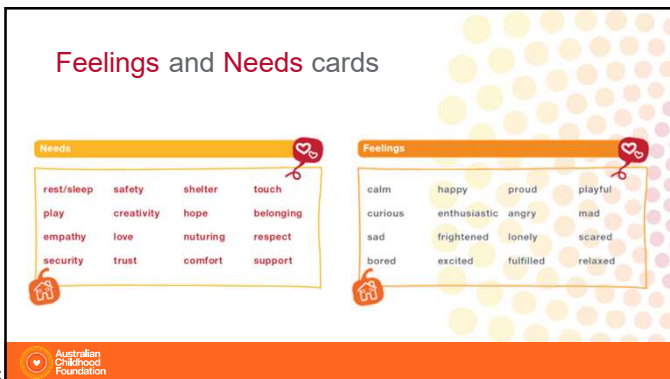 Feelings and Needs cards
Needs
rest/sleep safety shelter touch
play creativity hope belonging
empathy love nuturing respect
security trust comfort support
Feelings
calm happy proud playful
curious enthusiastic angry mad
sad frightened lonely scared
bored excited fulfilled relaxed
Australian
Childhood
Foundation